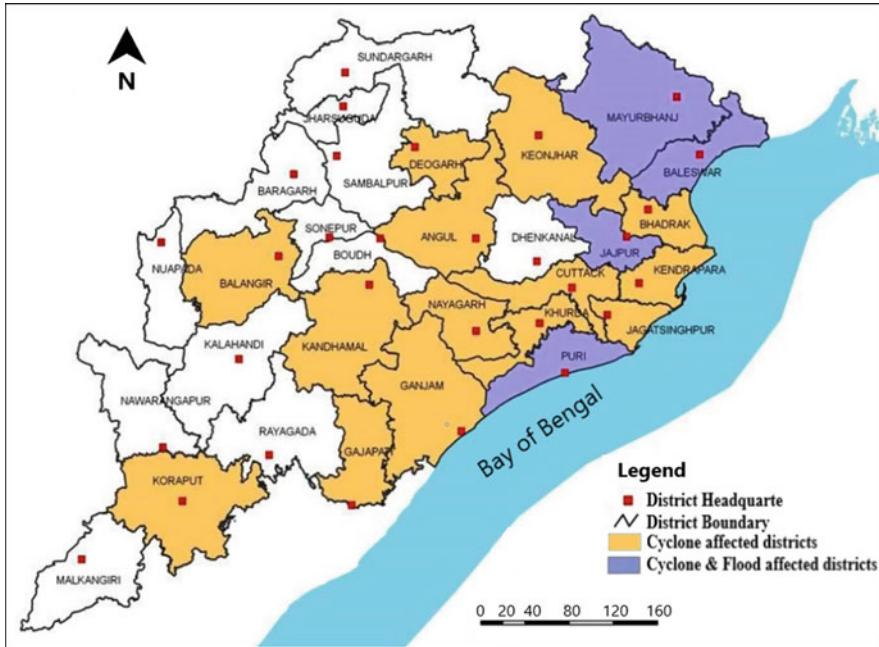 N
SUNDARGARH
JHARSUGUDA
MAYURBHANJ
DEOGARH
KEONJHAR
BALESWAR
SAMBALPUR
BARAGARH
SONEPUR
BHADRAK
ANGUL
DHENKANAL
JAJPUR
BOUDH
NUAPADA
BALANGIR
CUTTACK
KENDRAPARA
NAYAGARH
KHURDA
KALAHANDI
JAGATSINGHPUR
KANDHAMAL
PURI
NAWARANGAPUR
GANJAM
RAYAGADA
GAJAPATI
Bay of Bengal
KORAPUT
MALKANGIRI
Legend
District Headquarte
District Boundary
Cyclone affected districts
Cyclone & Flood affected districts
0 20 40 80 120 160